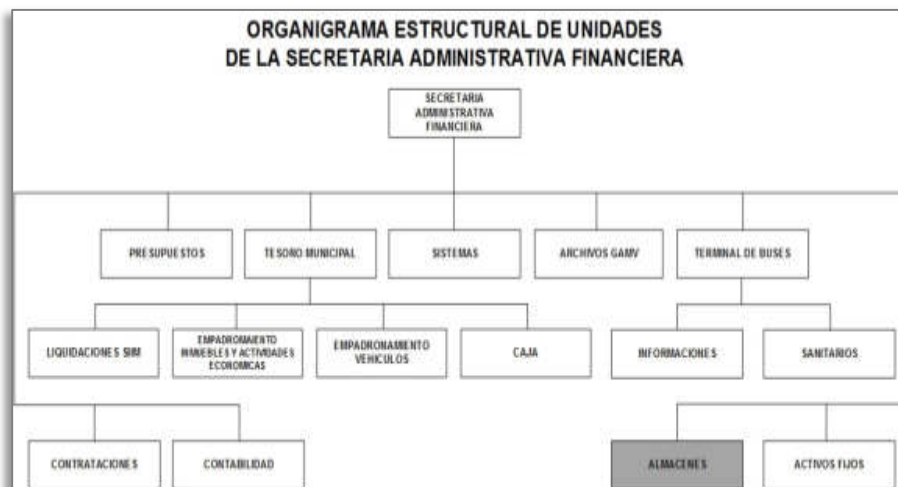 ORGANIGRAMA ESTRUCTURAL DE UNIDADES
DE LA SECRETARIA ADMINISTRATIVA FINANCIERA
SECRETARIA
ADMINISTRATIVA
FINANCIERA
PRESUPUESTOS
TESORO MUNICIPAL
SISTEMAS
ARCHIVOS GAMV
TERMINAL DE BUSES
LIQUIDACIONES SIIM
EMPADROMAIENTO
INMUEBLES Y ACTIVIDADES
ECONOMICAS
EMPADRONAMIENTO
VEHICULOS
CAJA
INFORMACIONES
SANITARIOS
CONTRATACIONES
CONTABILIDAD
ALMACENES
ACTIVOS FIJOS